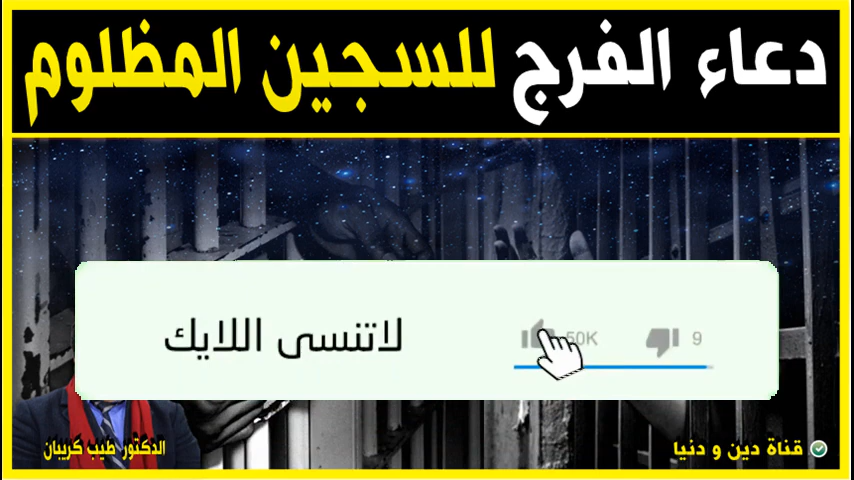 دعاء الفرج للسجين المظلوم
لاتنسى اللايك
50K
9
الدكتور طيب كريبان
قناة دين و دنيا